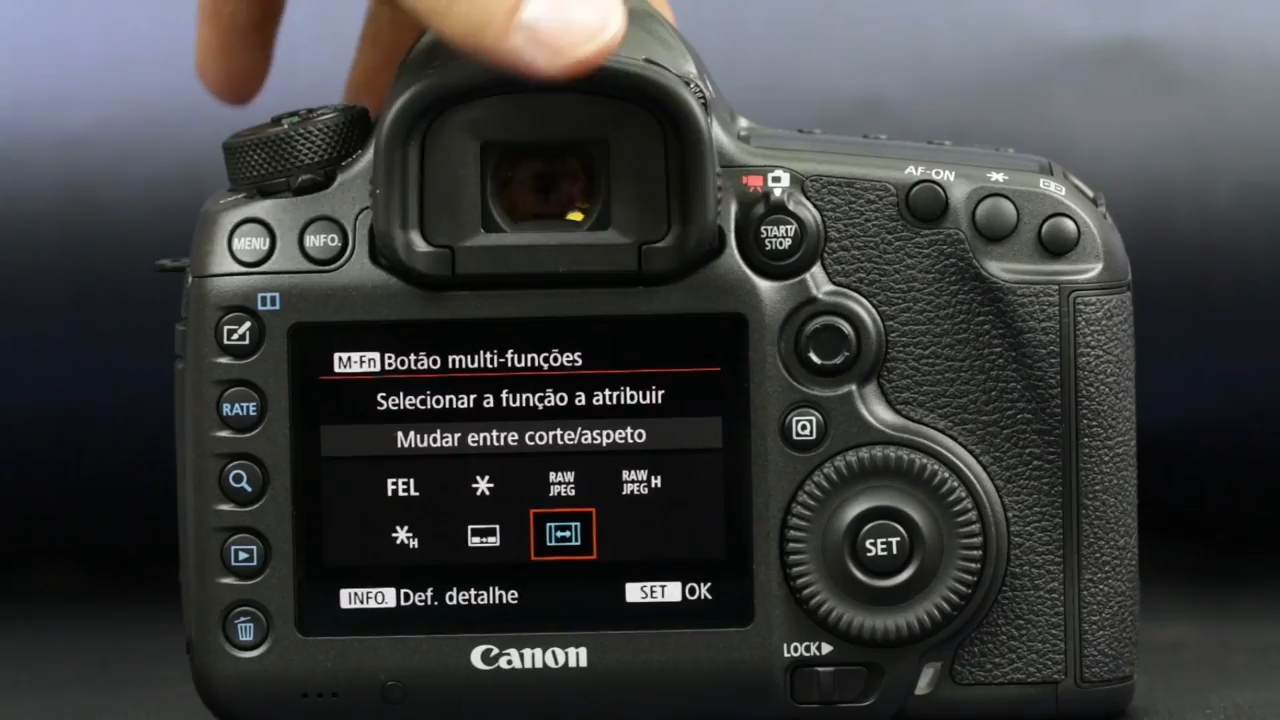 AF-ON
MENU
INFO.
START/
STOP
RATE
M-Fn Botão multi-funções
Selecionar a função a atribuir
Mudar entre corte/aspeto
FEL
RAW
JPEG
RAW
JPEG H
H
INFO. Def. detalhe
SET OK
Q
SET
LOCK
Canon